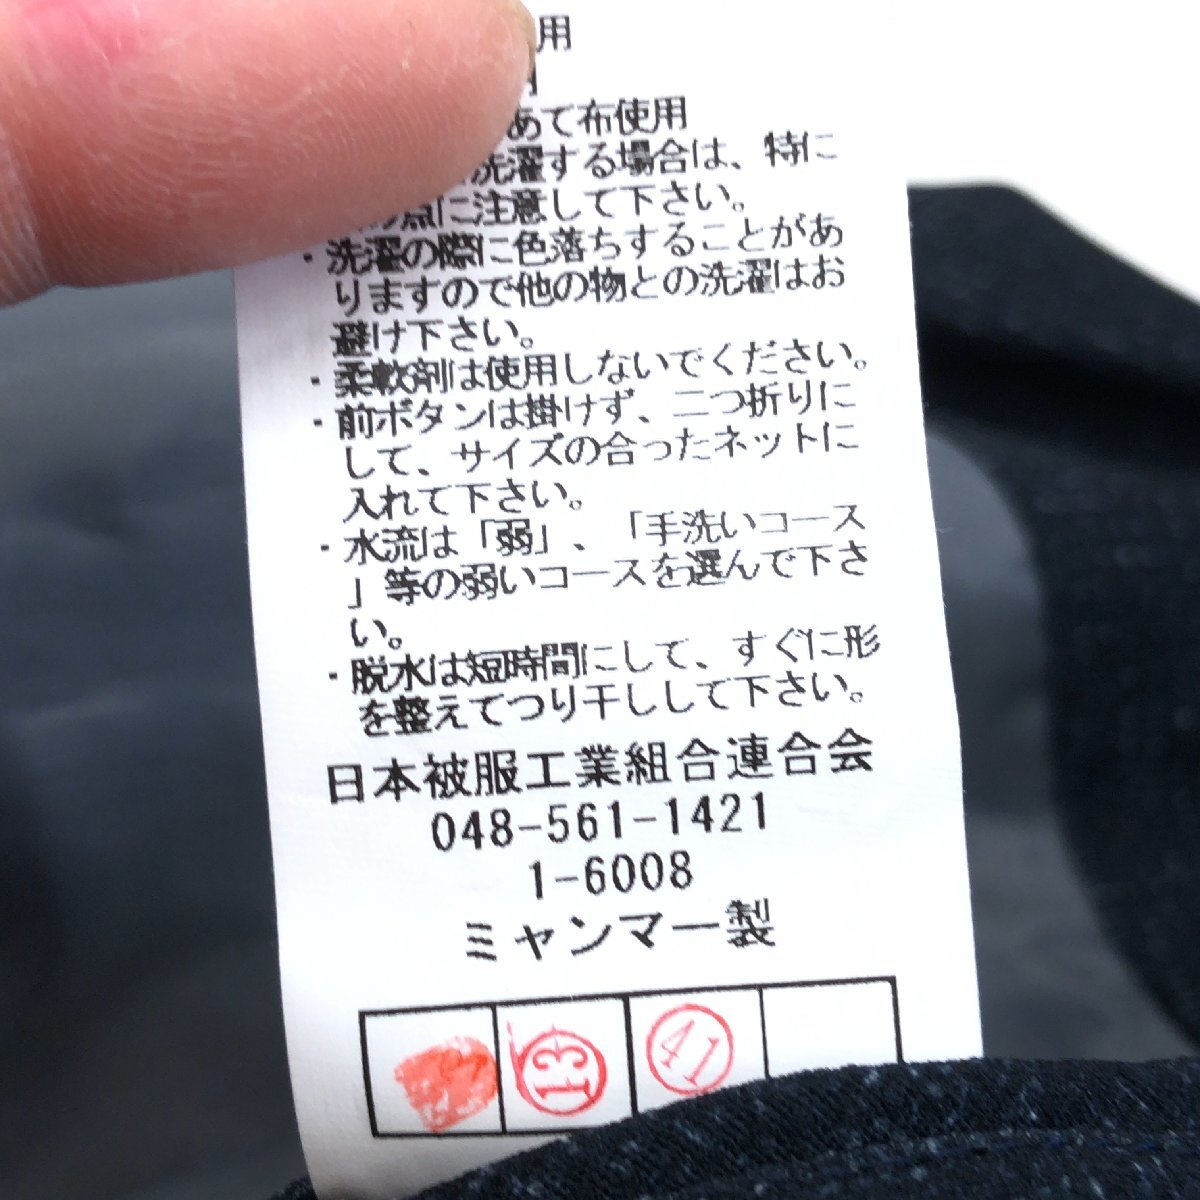 用
あて布使用
洗濯する場合は、特に
点に注意して下さい。
・洗濯の際に色落ちすることがあ
りますので他の物との洗濯はお
避け下さい。
・柔軟剤は使用しないでください。
・前ボタンは掛けず、二つ折りに
して、サイズの合ったネットに
入れて下さい。
・水流は「弱」、「手洗いコース
」等の弱いコースを選んで下さ
い。
・脱水は短時間にして、すぐに形
を整えてつり干しして下さい。
日本被服工業組合連合会
048-561-1421
1-6008
ミャンマー製
13 41